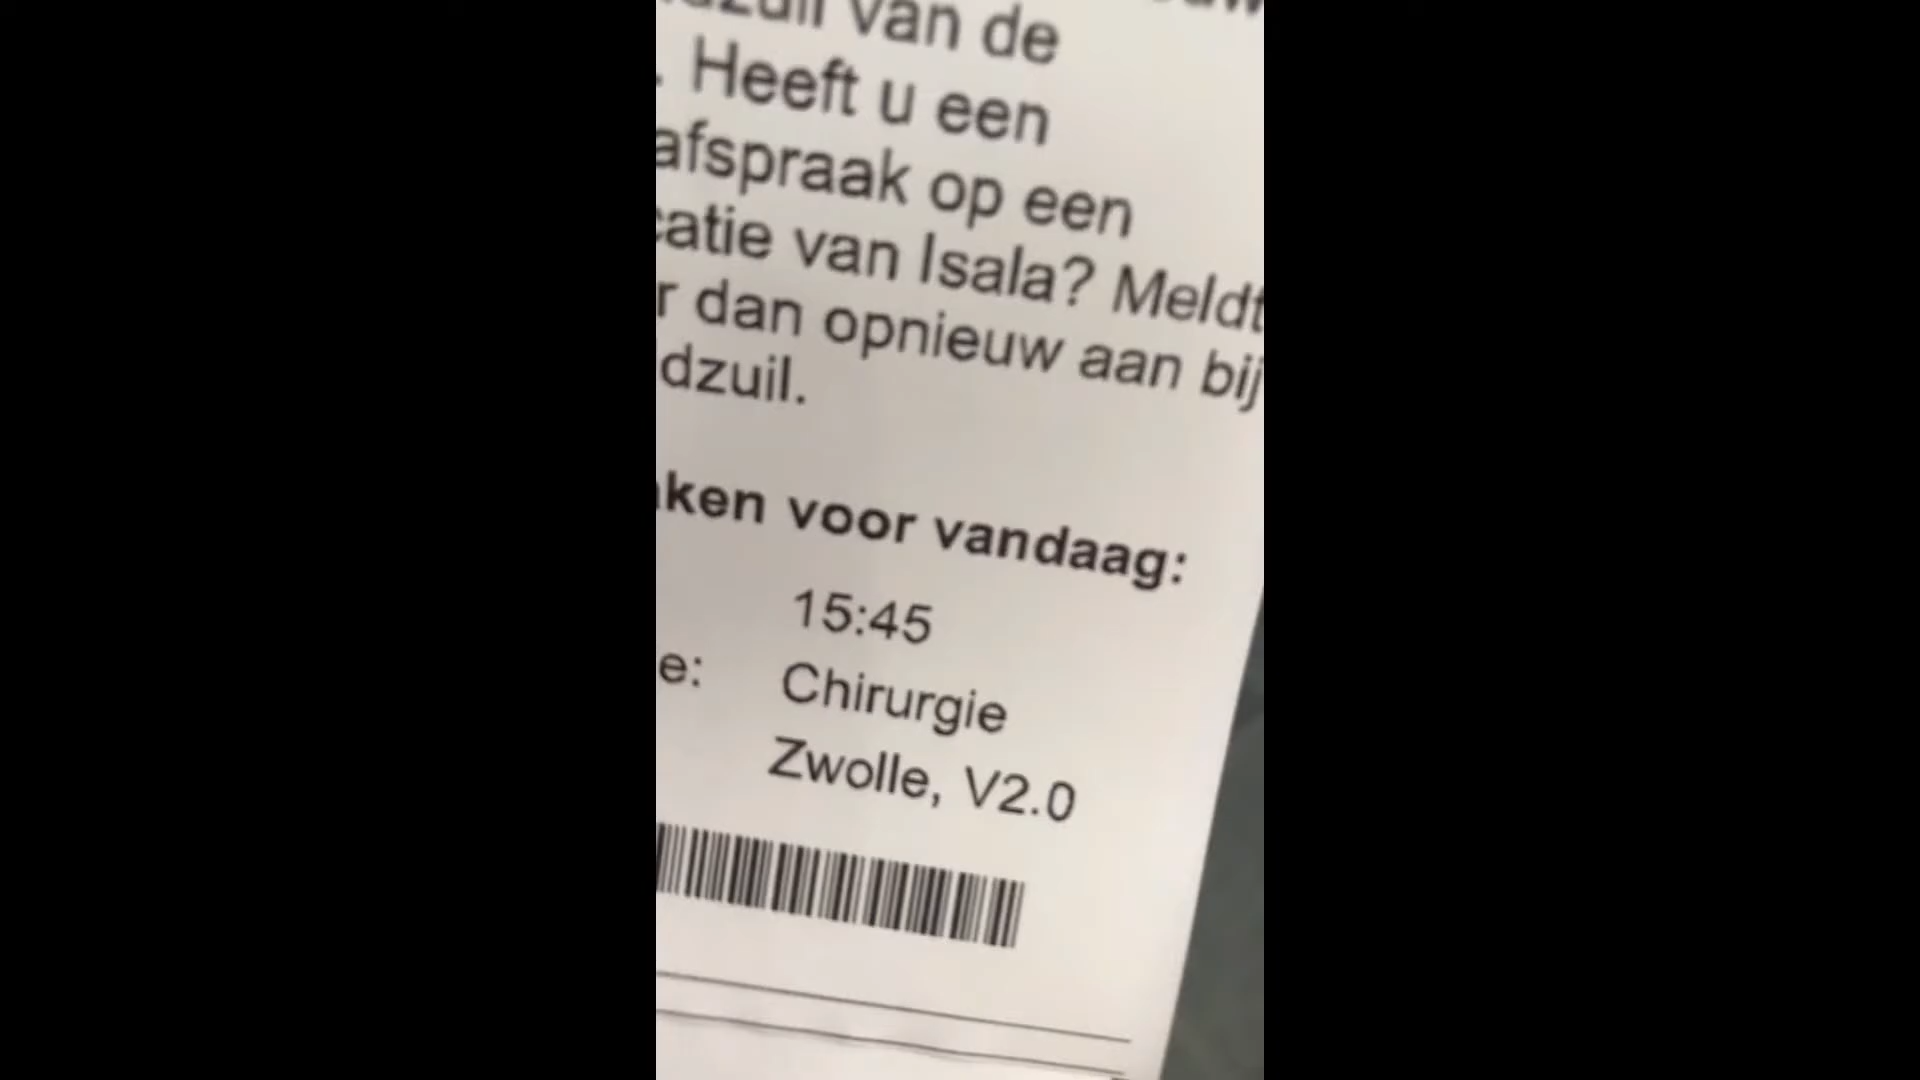 van de
. Heeft u een
afspraak op een
catie van Isala? Meldt
r dan opnieuw aan bij
dzuil.
ken voor vandaag:
15:45
e: Chirurgie
Zwolle, V2.0